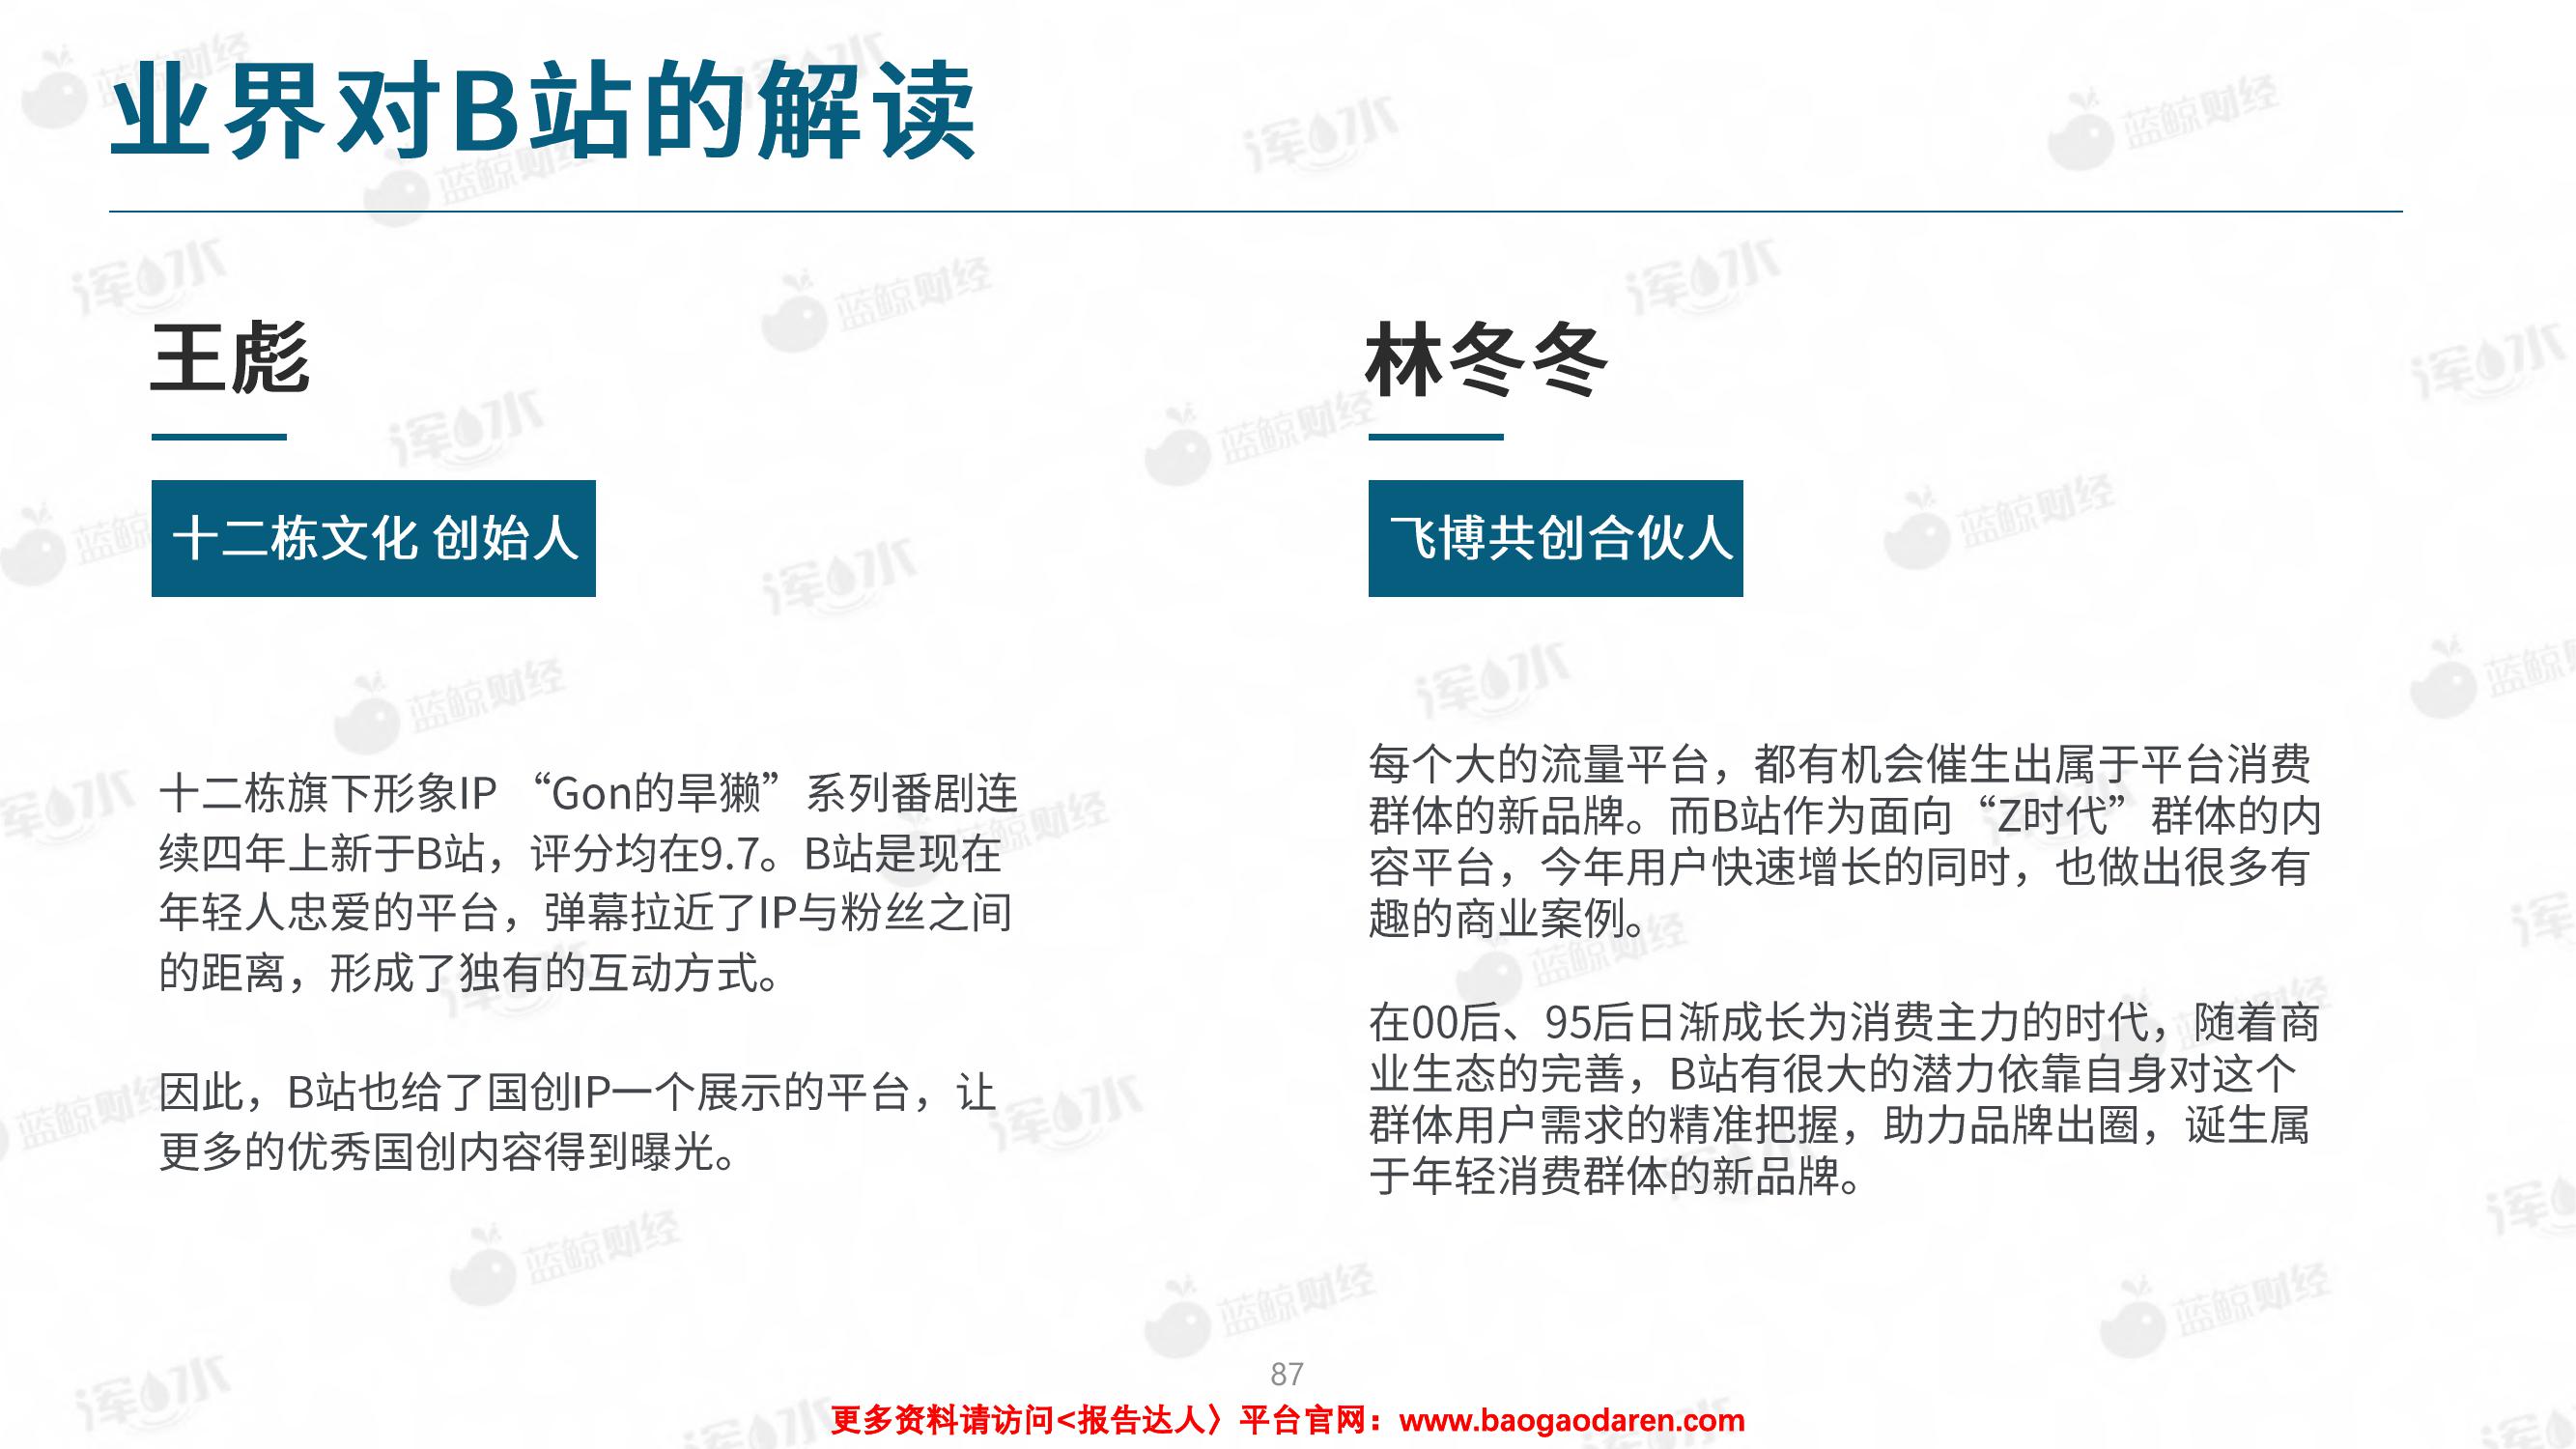 业界对B站的解读
王彪
十二栋文化 创始人
十二栋旗下形象IP “Gon的旱獭”系列番剧连
续四年上新于B站，评分均在9.7。B站是现在
年轻人忠爱的平台，弹幕拉近了IP与粉丝之间
的距离，形成了独有的互动方式。
因此，B站也给了国创IP一个展示的平台，让
更多的优秀国创内容得到曝光。
林冬冬
飞博共创合伙人
每个大的流量平台，都有机会催生出属于平台消费
群体的新品牌。而B站作为面向“Z时代”群体的内
容平台，今年用户快速增长的同时，也做出很多有
趣的商业案例。
在00后、95后日渐成长为消费主力的时代，随着商
业生态的完善，B站有很大的潜力依靠自身对这个
群体用户需求的精准把握，助力品牌出圈，诞生属
于年轻消费群体的新品牌。
87
更多资料请访问<报告达人〉平台官网：www.baogaodaren.com
蓝鲸财经
浑水